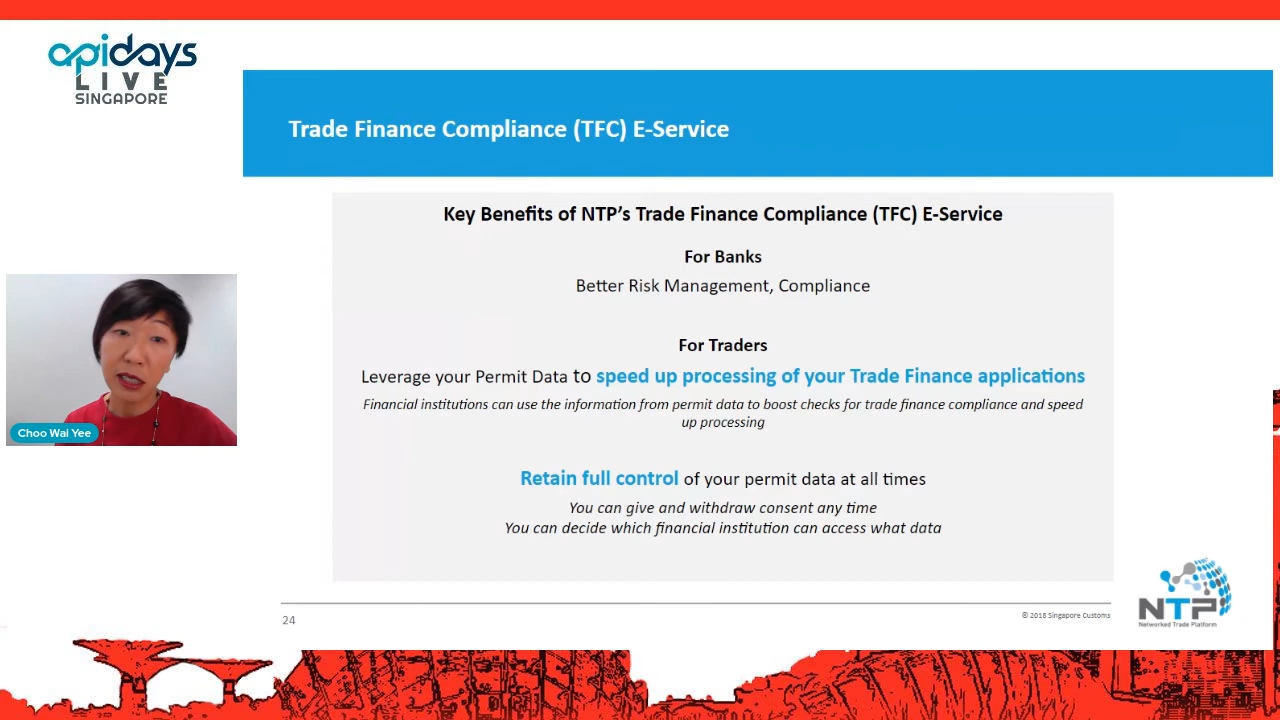 apidays
LIVE
SINGAPORE
Trade Finance Compliance (TFC) E-Service
Key Benefits of NTP's Trade Finance Compliance (TFC) E-Service
For Banks
Better Risk Management, Compliance
For Traders
Leverage your Permit Data to speed up processing of your Trade Finance applications
Financial institutions can use the information from permit data to boost checks for trade finance compliance and speed
up processing
Choo Wai Yee
Retain full control of your permit data at all times
You can give and withdraw consent any time
You can decide which financial institution can access what data
24
© 2018 Singapore Customs
NTP
Networked Trade Platform